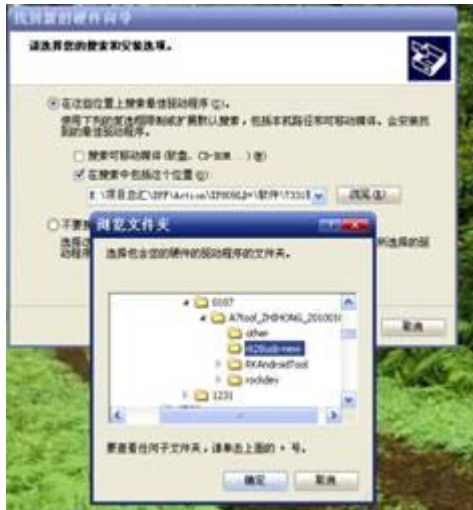 找到新的硬件向导
请选择您的搜索和安装选项。
在这些位置上搜索最佳驱动程序(S)。
使用下列的复选框限制或扩展默认搜索，包括本机路径和可移动媒体。会安装找到的最佳驱动程序。
搜索可移动媒体(软盘、CD-ROM...)(M)
在搜索中包括这个位置(O):
浏览(R)
取消
浏览文件夹
选择包含您的硬件的驱动程序的文件夹。
0107
other
RKAndroidTool
rockdev
1231
要查看任何子文件夹，请单击上面的 + 号。
确定
取消